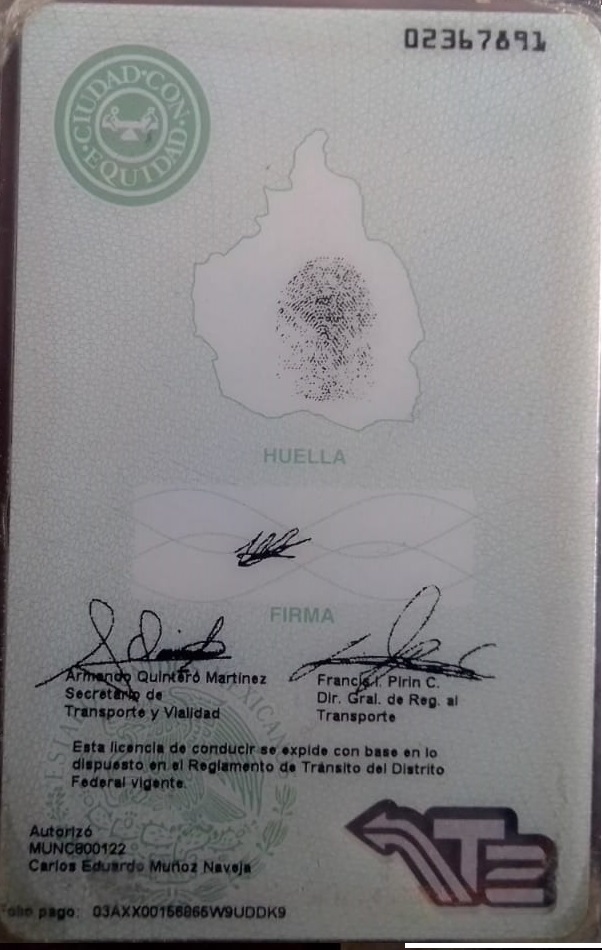 02367891
CIUDAD CON EQUIDAD
HUELLA
FIRMA
Armando Quintero Martínez
Secretario de
Transporte y Vialidad
Francis I. Pirin C.
Dir. Gral. de Reg. al
Transporte
Esta licencia de conducir se expide con base en lo
dispuesto en el Reglamento de Tránsito del Distrito
Federal vigente.
Autorizó
MUNC800122
Carlos Eduardo Muñoz Naveja
pago: 03AXX00156865W9UDDK9